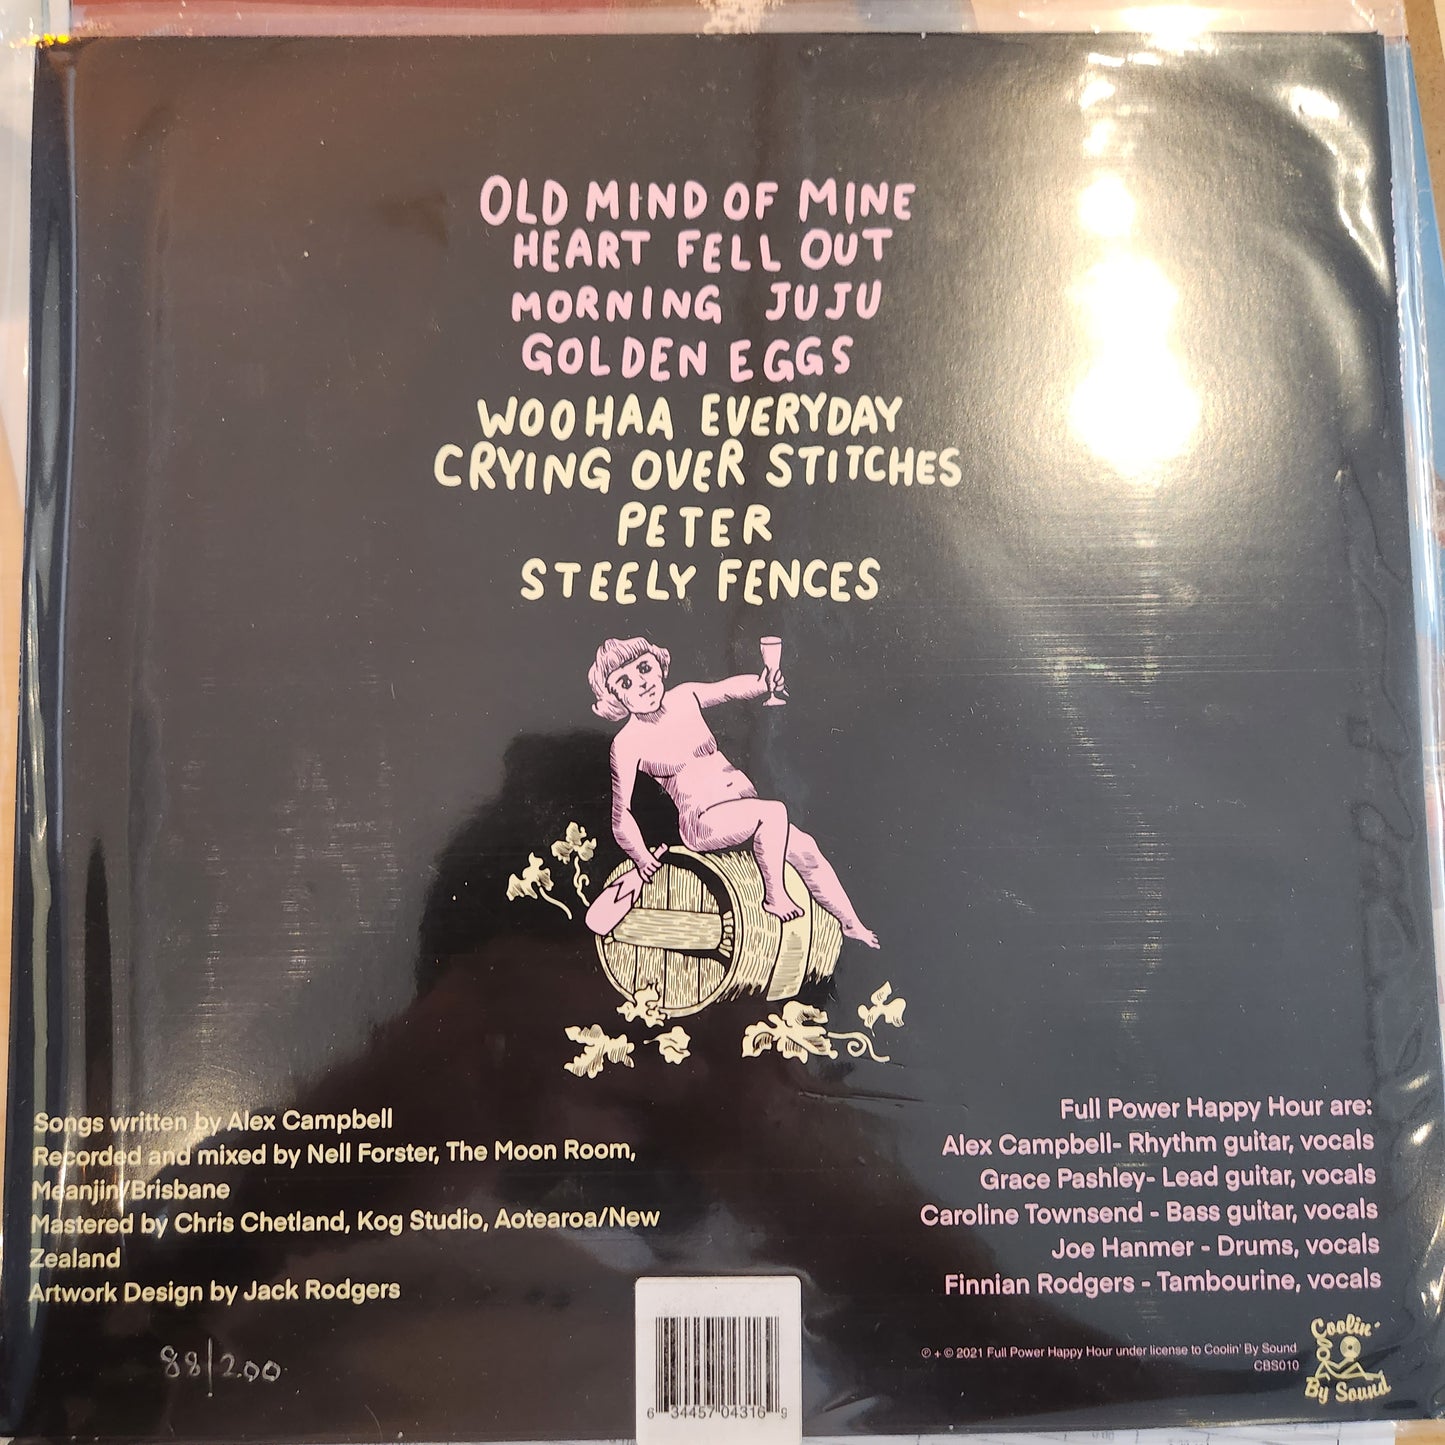 OLD MIND OF MINE
HEART FELL OUT
MORNING JUJU
GOLDEN EGGS
WOOHAA EVERYDAY
CRYING OVER STITCHES
PETER
STEELY FENCES
Songs written by Alex Campbell
Recorded and mixed by Nell Forster, The Moon Room,
Meanjin/Brisbane
Mastered by Chris Chetland, Kog Studio, Aotearoa/New
Zealand
Artwork Design by Jack Rodgers
88/200
Full Power Happy Hour are:
Alex Campbell- Rhythm guitar, vocals
Grace Pashley- Lead guitar, vocals
Caroline Townsend - Bass guitar, vocals
Joe Hanmer - Drums, vocals
Finnian Rodgers - Tambourine, vocals
℗ + © 2021 Full Power Happy Hour under license to Coolin' By Sound
CBS010
Coolin'
By Sound
6 34457 04316 9